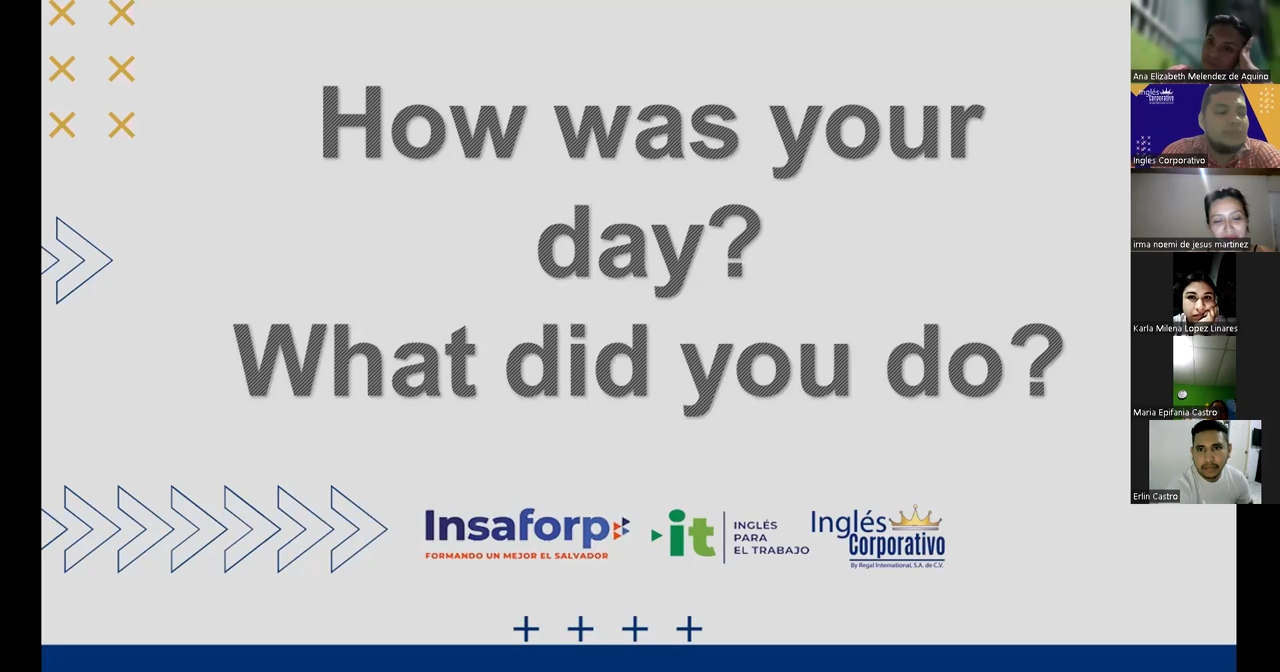 How was your
day?
What did you do?
Insaforp
FORMANDO UN MEJOR EL SALVADOR
it
INGLÉS
PARA
EL TRABAJO
Inglés
Corporativo
By Regal International, S.A. de C.V.
Ana Elizabeth Melendez de Aquino
Inglés
Corporativo
Ingles Corporativo
irma noemi de jesus martinez
Karla Milena Lopez Linares
Maria Epifania Castro
Erlin Castro